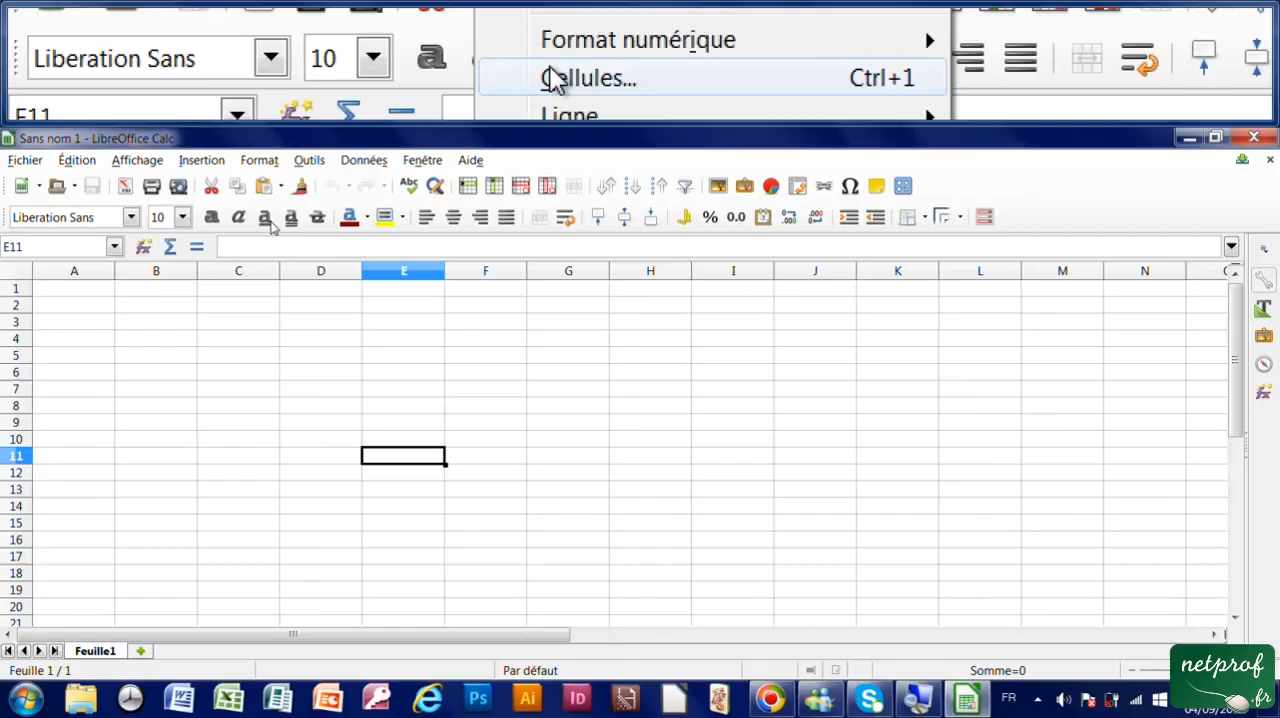 Format numérique
Liberation Sans 10 Cellules... Ctrl+1
E11 Ligne
Sans nom 1 - LibreOffice Calc
Fichier Édition Affichage Insertion Format Outils Données Fenêtre Aide
Liberation Sans 10 a a a a a % 0.0
E11
A B C D E F G H I J K L M N
1
2
3
4
5
6
7
8
9
10
11
12
13
14
15
16
17
18
19
20
21
Feuille1
Feuille 1 / 1 Par défaut Somme=0
netprof
.fr
Ps Ai Id FR
04/09/20